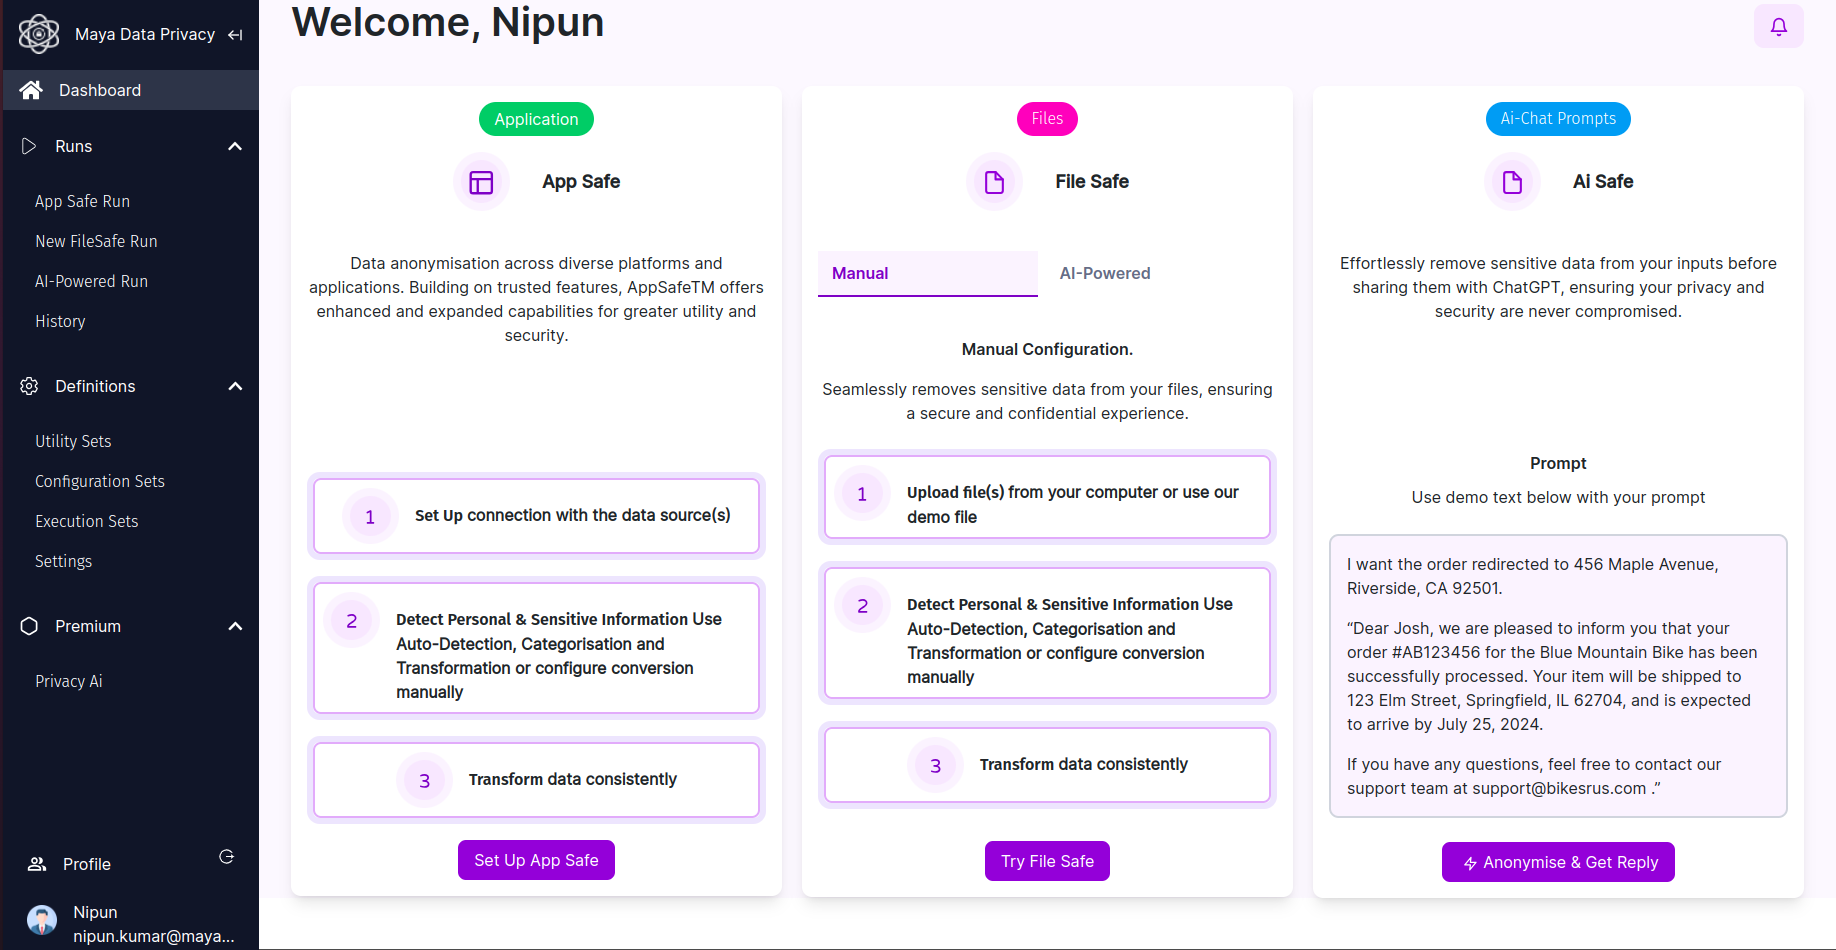 Maya Data Privacy
Dashboard
Runs
App Safe Run
New FileSafe Run
AI-Powered Run
History
Definitions
Utility Sets
Configuration Sets
Execution Sets
Settings
Premium
Privacy Ai
Profile
Nipun
nipun.kumar@maya...
Welcome, Nipun
Application
App Safe
Data anonymisation across diverse platforms and
applications. Building on trusted features, AppSafeTM offers
enhanced and expanded capabilities for greater utility and
security.
1
Set Up connection with the data source(s)
2
Detect Personal & Sensitive Information Use
Auto-Detection, Categorisation and
Transformation or configure conversion
manually
3
Transform data consistently
Set Up App Safe
Files
File Safe
Manual
AI-Powered
Manual Configuration.
Seamlessly removes sensitive data from your files, ensuring
a secure and confidential experience.
1
Upload file(s) from your computer or use our
demo file
2
Detect Personal & Sensitive Information Use
Auto-Detection, Categorisation and
Transformation or configure conversion
manually
3
Transform data consistently
Try File Safe
Ai-Chat Prompts
Ai Safe
Effortlessly remove sensitive data from your inputs before
sharing them with ChatGPT, ensuring your privacy and
security are never compromised.
Prompt
Use demo text below with your prompt
I want the order redirected to 456 Maple Avenue,
Riverside, CA 92501.
“Dear Josh, we are pleased to inform you that your
order #AB123456 for the Blue Mountain Bike has been
successfully processed. Your item will be shipped to
123 Elm Street, Springfield, IL 62704, and is expected
to arrive by July 25, 2024.
If you have any questions, feel free to contact our
support team at support@bikesrus.com .”
Anonymise & Get Reply